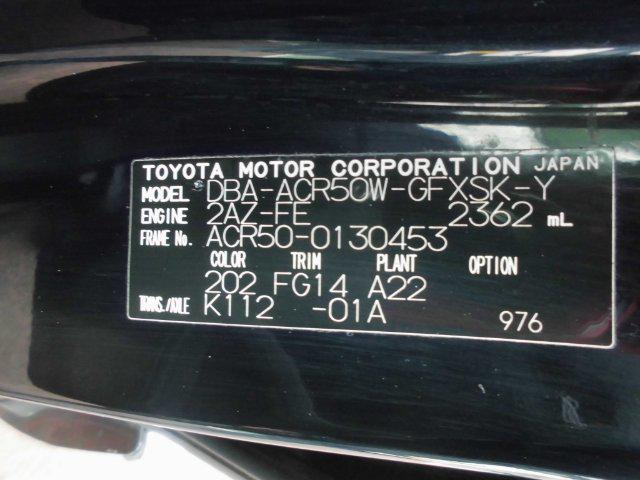 TOYOTA MOTOR CORPORATION JAPAN
MODEL DBA-ACR50W-GFXSK-Y
ENGINE 2AZ-FE 2362 mL
FRAME No. ACR50-0130453
COLOR TRIM PLANT OPTION
202 FG14 A22
TRANS./AXLE K112 -01A
976